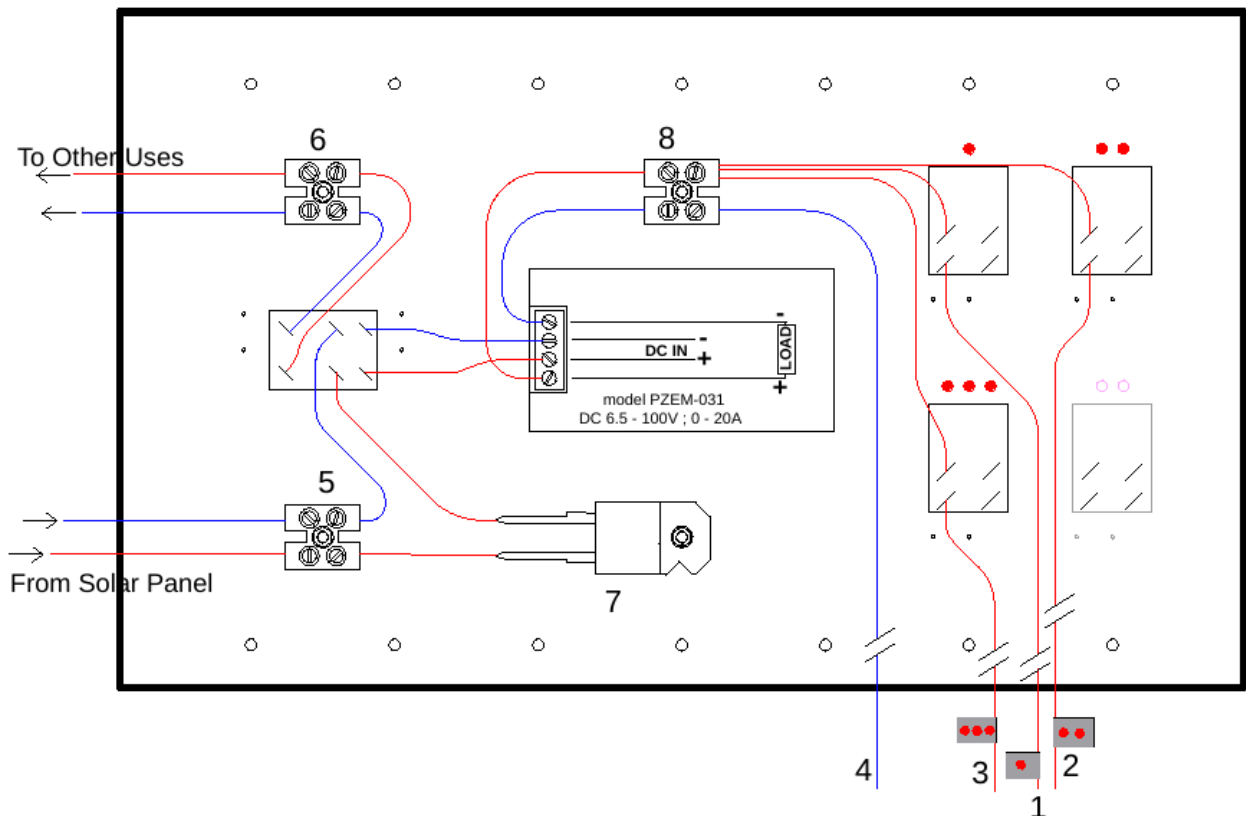 6
8
To Other Uses
-
-
DC IN
+
LOAD
+
model PZEM-031
DC 6.5 - 100V ; 0 - 20A
5
From Solar Panel
7
4
3
2
1